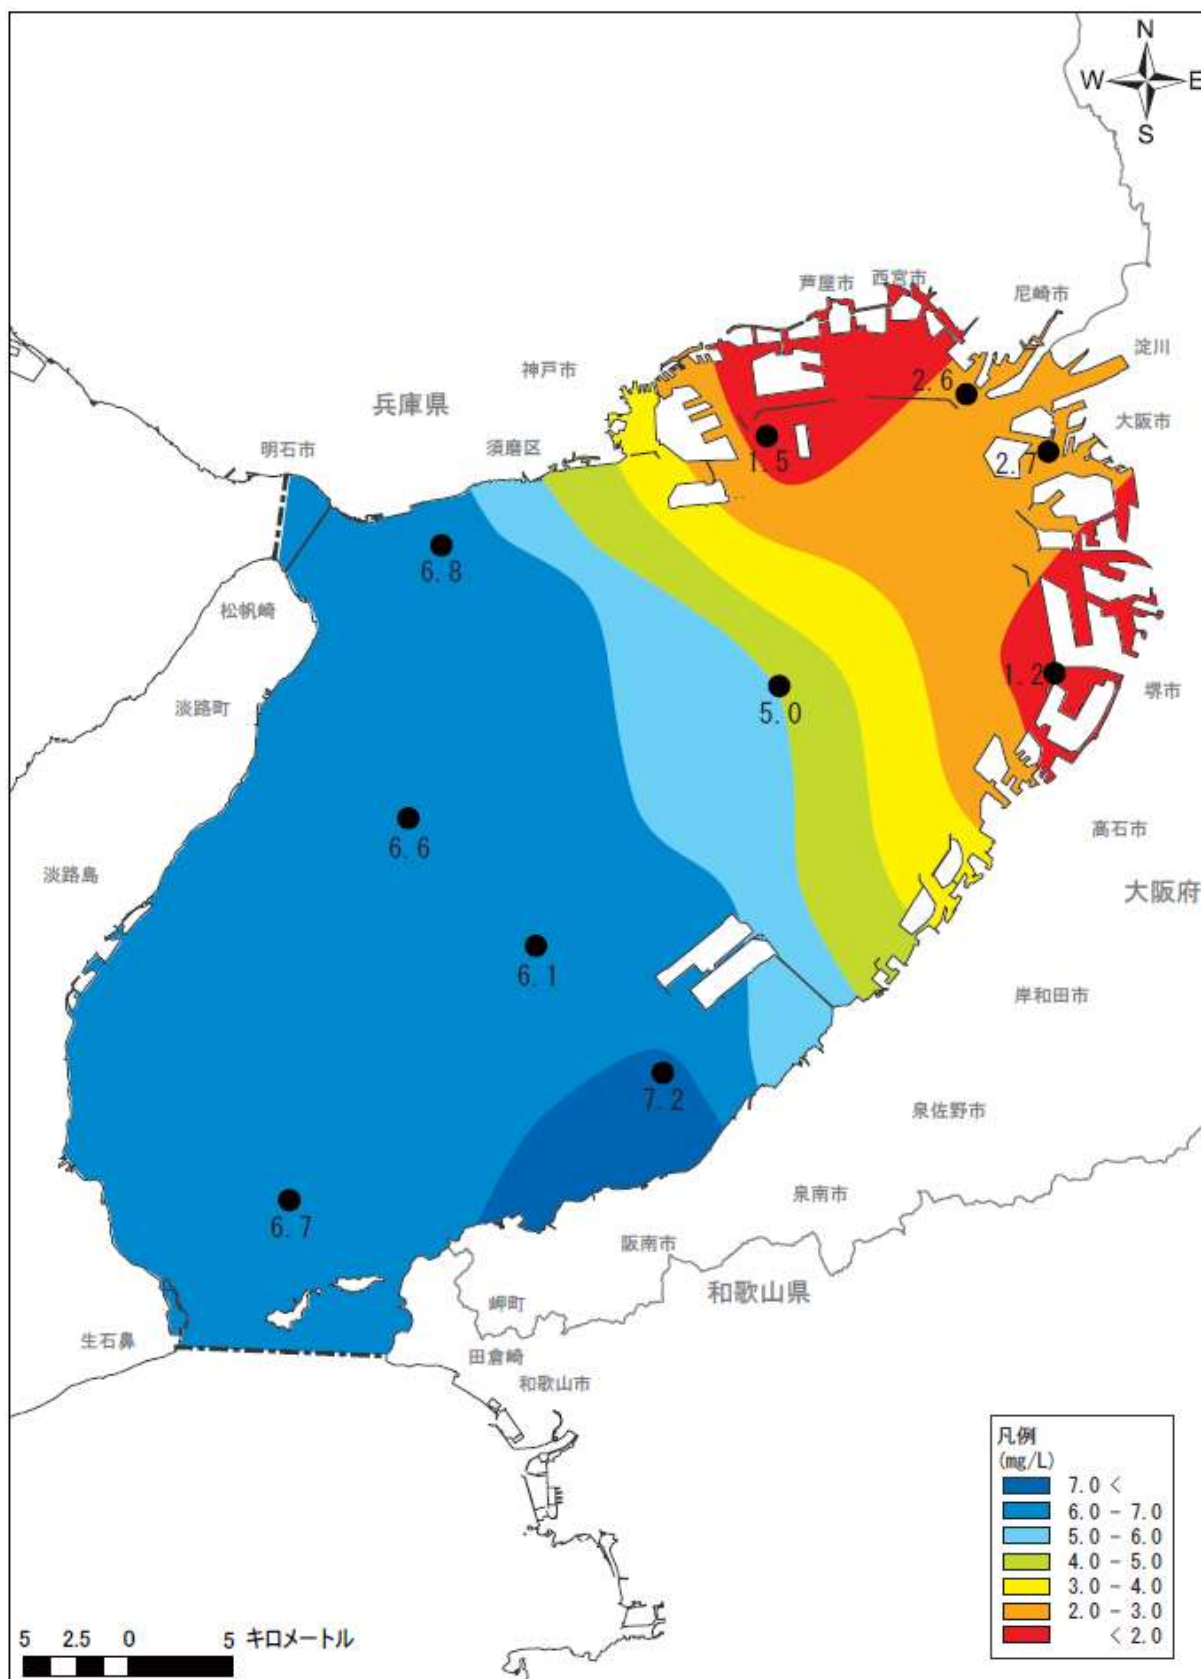 N
W E
S
芦屋市
西宮市
尼崎市
淀川
神戸市
兵庫県
2.6
大阪市
須磨区
明石市
1.5
2.7
6.8
松帆崎
1.2
堺市
淡路町
5.0
6.6
高石市
淡路島
大阪府
6.1
岸和田市
7.2
泉佐野市
泉南市
6.7
阪南市
和歌山県
岬町
生石鼻
田倉崎
和歌山市
凡例
(mg/L)
7.0 <
6.0 - 7.0
5.0 - 6.0
4.0 - 5.0
3.0 - 4.0
2.0 - 3.0
< 2.0
5 2.5 0 5 キロメートル